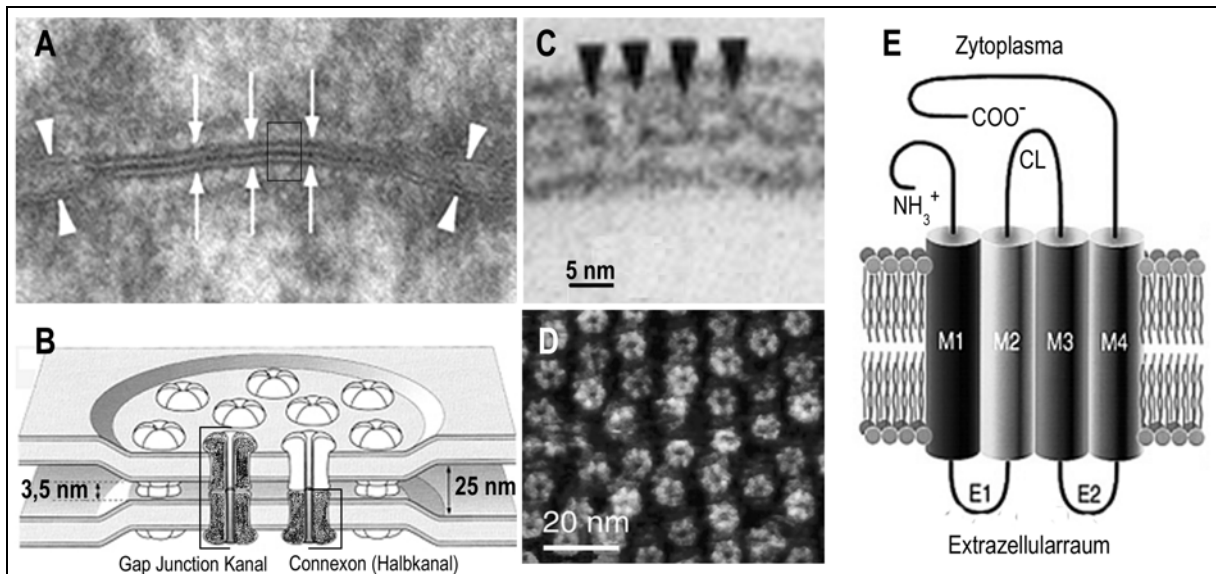 A
B
3,5 nm
25 nm
Gap Junction Kanal
Connexon (Halbkanal)
C
5 nm
D
20 nm
E
Zytoplasma
COO⁻
CL
NH₃⁺
M1 M2 M3 M4
E1 E2
Extrazellularraum